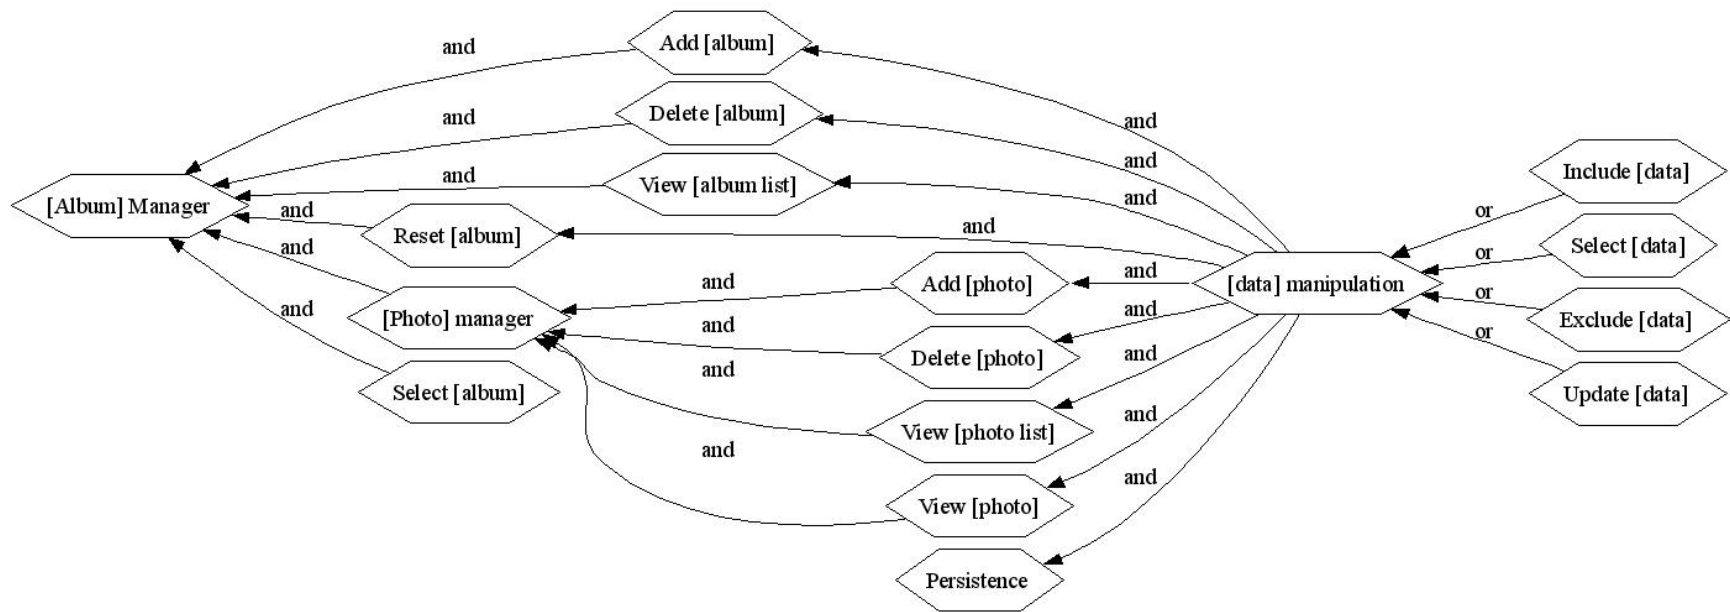 and
Add [album]
and
Delete [album]
and
View [album list]
[Album] Manager
and
Reset [album]
and
[Photo] manager
and
Select [album]
and
Add [photo]
and
Delete [photo]
and
View [photo list]
and
View [photo]
Persistence
and
and
and
and
and
and
and
and
and
[data] manipulation
or
Include [data]
or
Select [data]
or
Exclude [data]
or
Update [data]